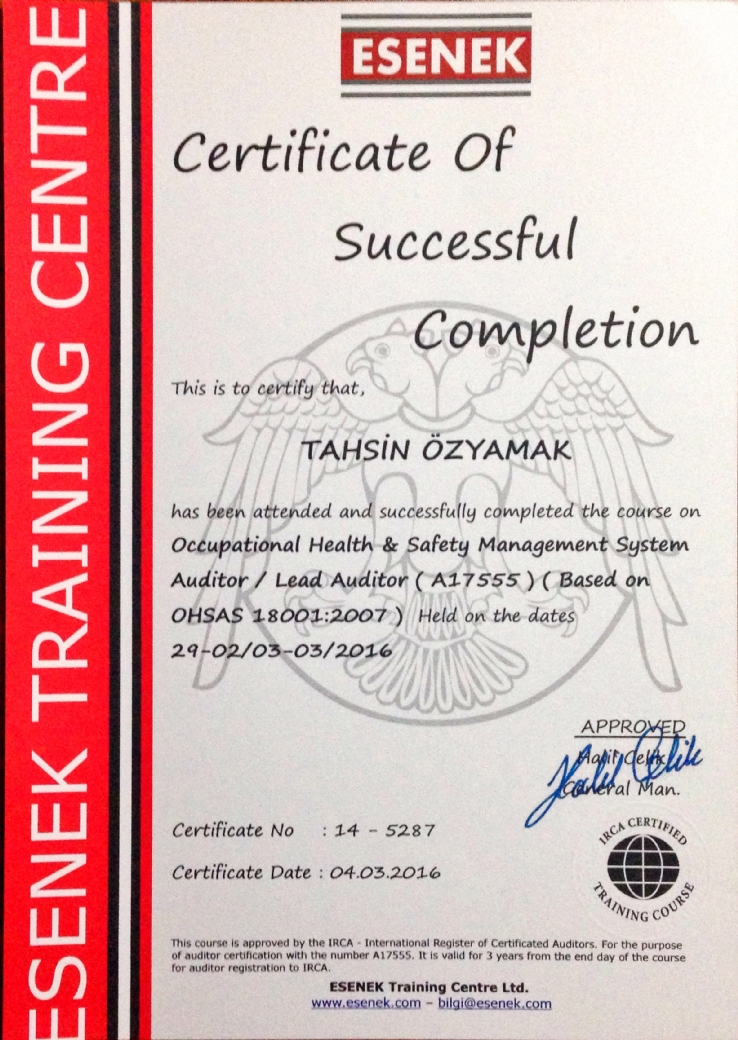 ESENEK TRAINING CENTRE
ESENEK
Certificate Of
Successful
Completion
This is to certify that,
TAHSİN ÖZYAMAK
has been attended and successfully completed the course on
Occupational Health & Safety Management System
Auditor / Lead Auditor ( A17555 ) ( Based on
OHSAS 18001:2007 ) Held on the dates
29-02/03-03/2016
APPROVED
Halil Çelik
General Man.
Certificate No : 14 - 5287
Certificate Date : 04.03.2016
IRCA CERTIFIED
TRAINING COURSE
This course is approved by the IRCA - International Register of Certificated Auditors. For the purpose
of auditor certification with the number A17555. It is valid for 3 years from the end day of the course
for auditor registration to IRCA.
ESENEK Training Centre Ltd.
www.esenek.com – bilgi@esenek.com